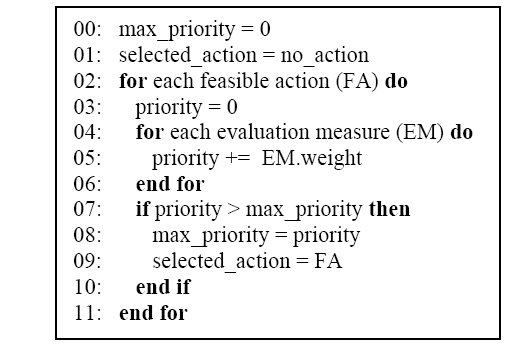 00: max_priority = 0
01: selected_action = no_action
02: for each feasible action (FA) do
03: priority = 0
04: for each evaluation measure (EM) do
05: priority += EM.weight
06: end for
07: if priority > max_priority then
08: max_priority = priority
09: selected_action = FA
10: end if
11: end for